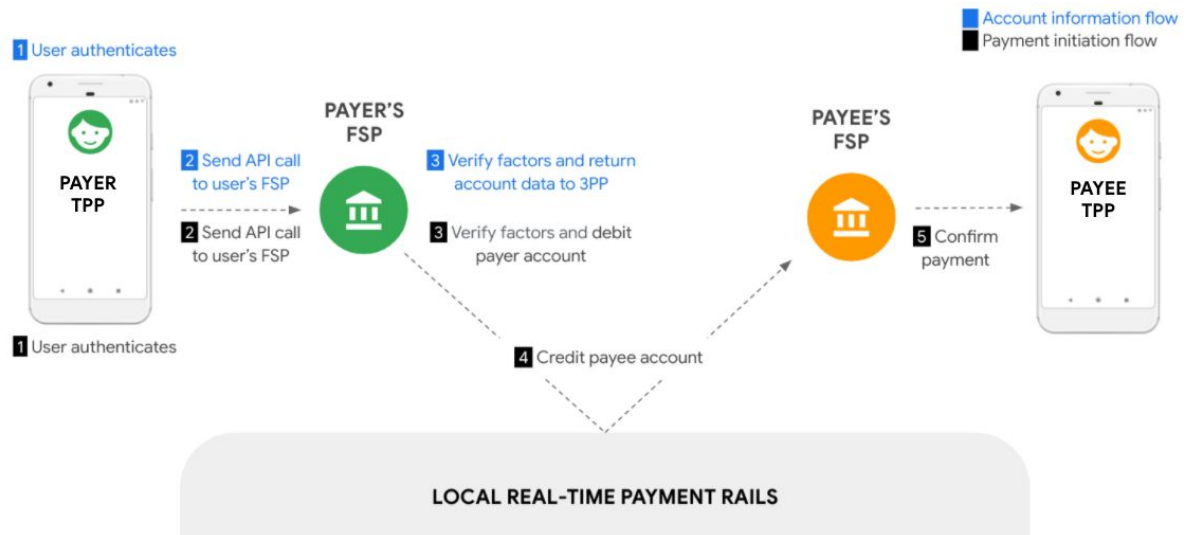 Account information flow
Payment initiation flow
1 User authenticates
PAYER
TPP
1 User authenticates
2 Send API call
to user's FSP
2 Send API call
to user's FSP
PAYER'S
FSP
3 Verify factors and return
account data to 3PP
3 Verify factors and debit
payer account
4 Credit payee account
PAYEE'S
FSP
5 Confirm
payment
PAYEE
TPP
LOCAL REAL-TIME PAYMENT RAILS